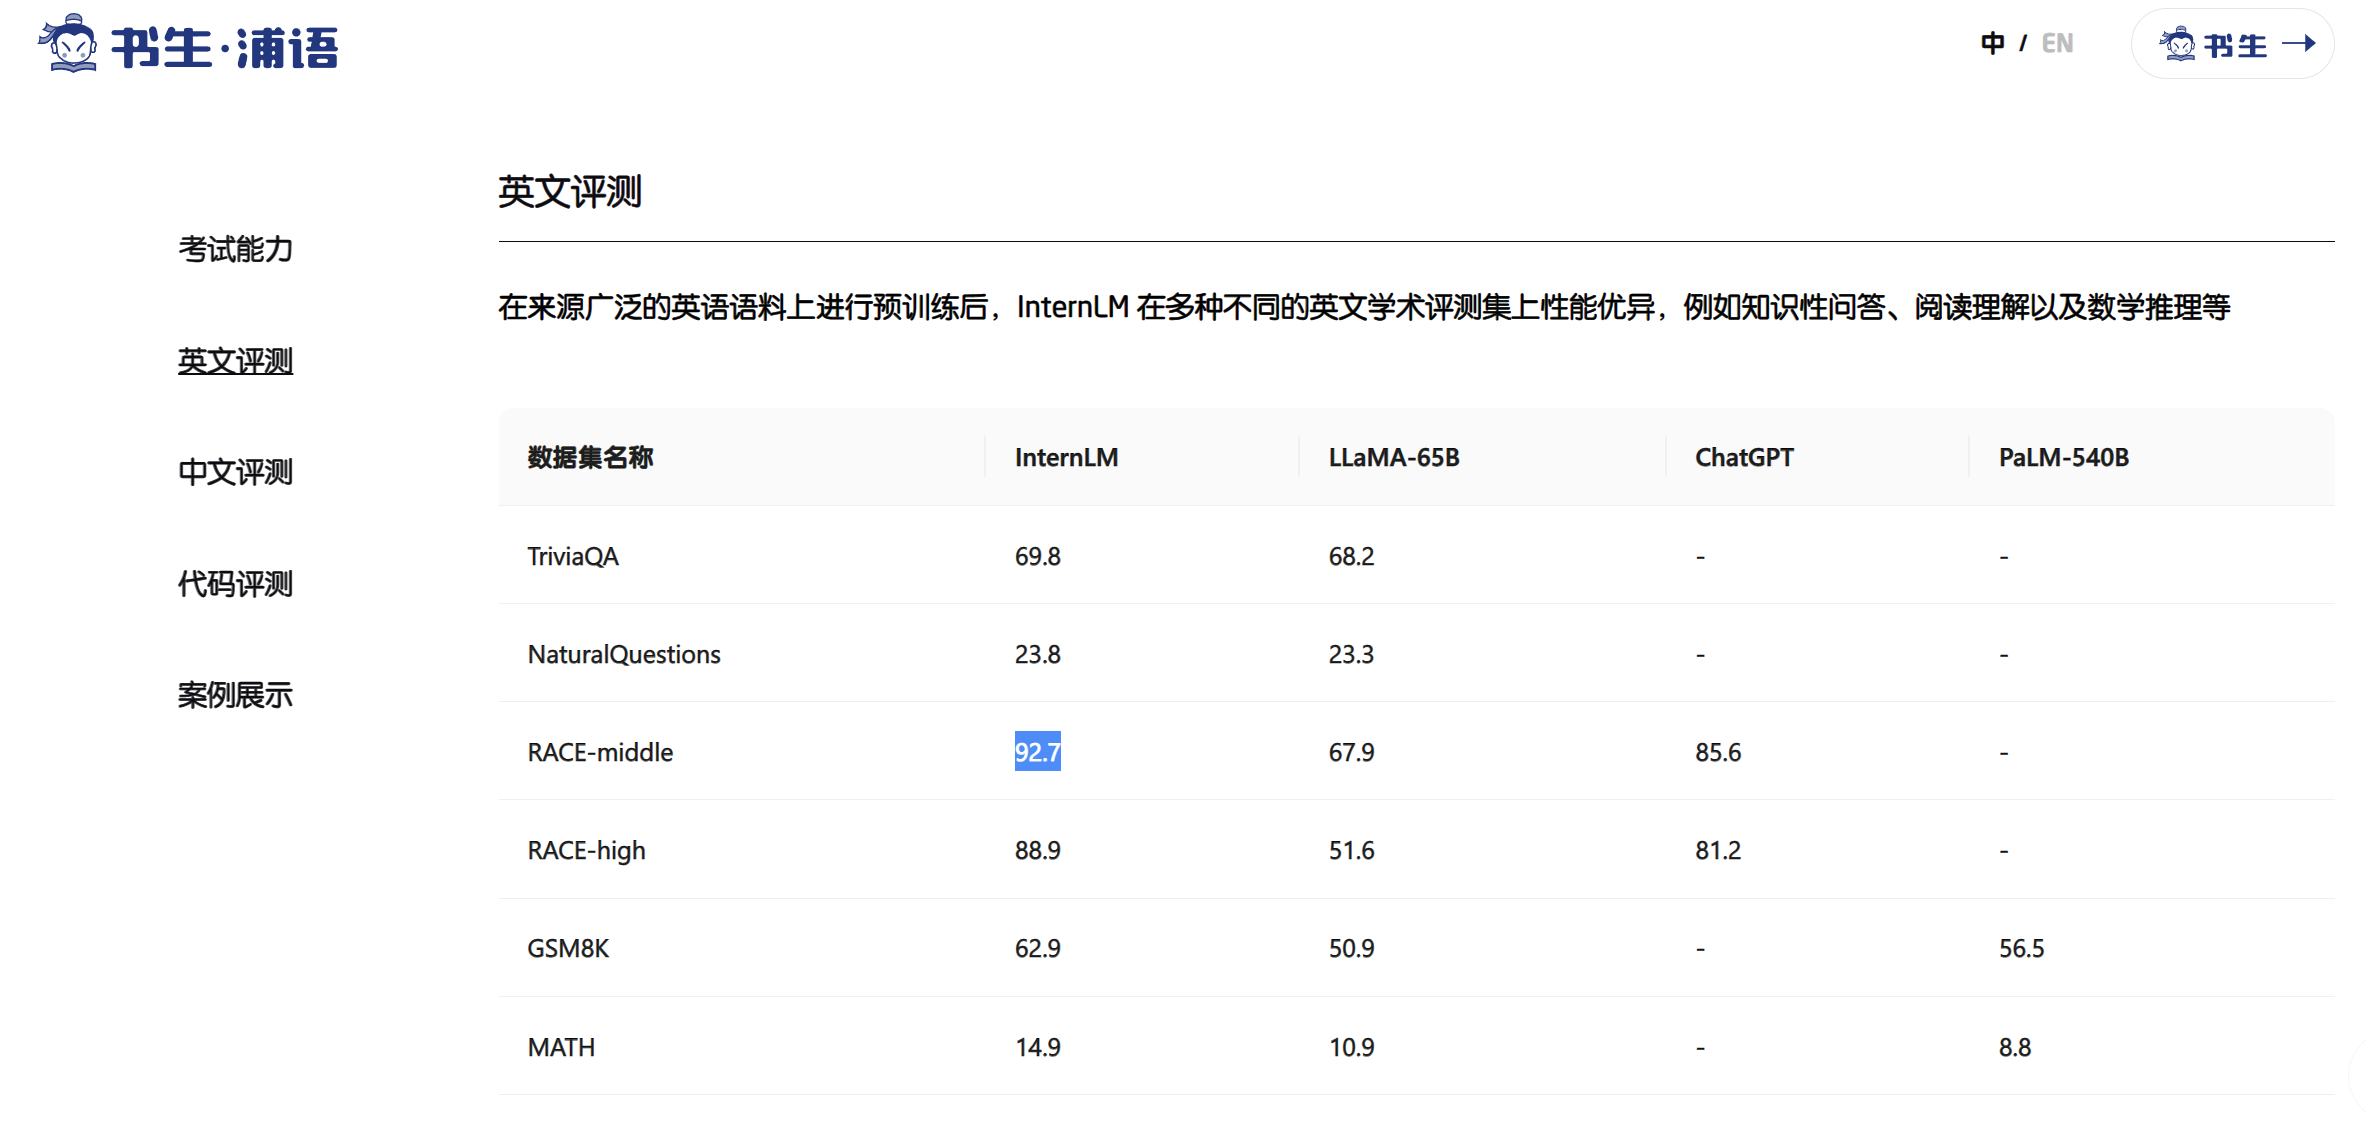 书生·浦语
中 / EN
书生
考试能力
英文评测
中文评测
代码评测
案例展示
英文评测
在来源广泛的英语语料上进行预训练后，InternLM 在多种不同的英文学术评测集上性能优异，例如知识性问答、阅读理解以及数学推理等
数据集名称 InternLM LLaMA-65B ChatGPT PaLM-540B
TriviaQA 69.8 68.2 - -
NaturalQuestions 23.8 23.3 - -
RACE-middle 92.7 67.9 85.6 -
RACE-high 88.9 51.6 81.2 -
GSM8K 62.9 50.9 - 56.5
MATH 14.9 10.9 - 8.8